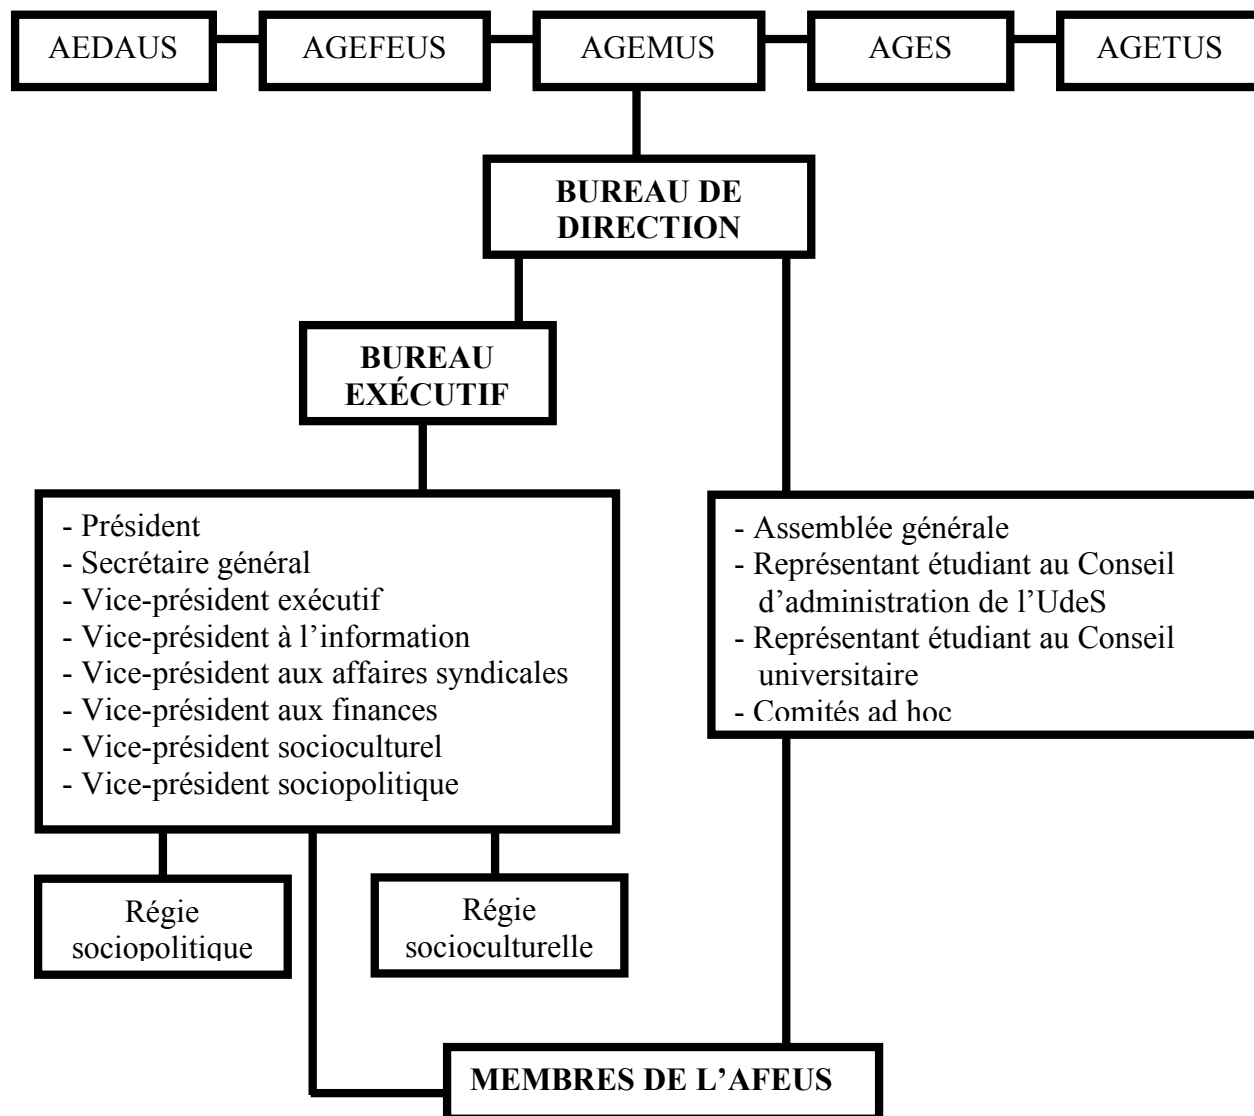 AEDAUS
AGEFEUS
AGEMUS
AGES
AGETUS
BUREAU DE
DIRECTION
BUREAU
EXÉCUTIF
- Président
- Secrétaire général
- Vice-président exécutif
- Vice-président à l’information
- Vice-président aux affaires syndicales
- Vice-président aux finances
- Vice-président socioculturel
- Vice-président sociopolitique
- Assemblée générale
- Représentant étudiant au Conseil
d’administration de l’UdeS
- Représentant étudiant au Conseil
universitaire
- Comités ad hoc
Régie
sociopolitique
Régie
socioculturelle
MEMBRES DE L’AFEUS